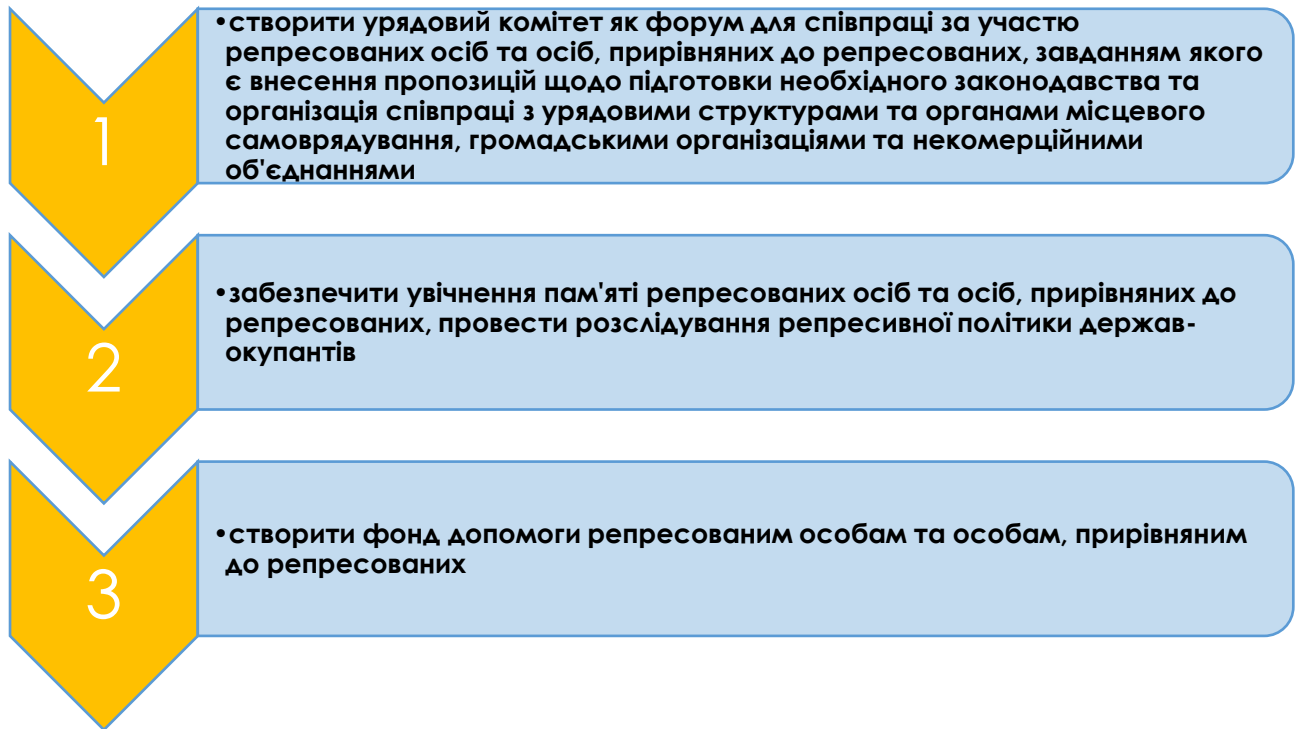 1
•створити урядовий комітет як форум для співпраці за участю
репресованих осіб та осіб, прирівняних до репресованих, завданням якого
є внесення пропозицій щодо підготовки необхідного законодавства та
організація співпраці з урядовими структурами та органами місцевого
самоврядування, громадськими організаціями та некомерційними
об'єднаннями
2
•забезпечити увічнення пам'яті репресованих осіб та осіб, прирівняних до
репресованих, провести розслідування репресивної політики держав-
окупантів
3
•створити фонд допомоги репресованим особам та особам, прирівняним
до репресованих